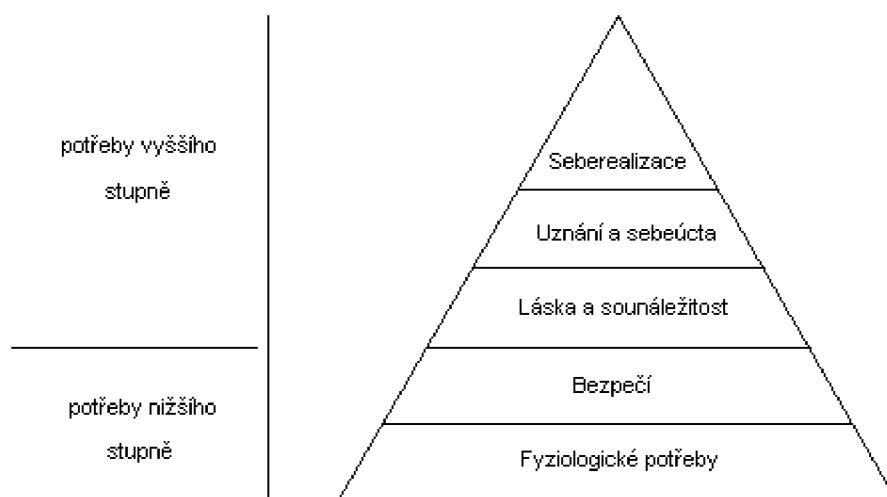 potřeby vyššího
stupně
potřeby nižšího
stupně
Seberealizace
Uznání a sebeúcta
Láska a sounáležitost
Bezpečí
Fyziologické potřeby